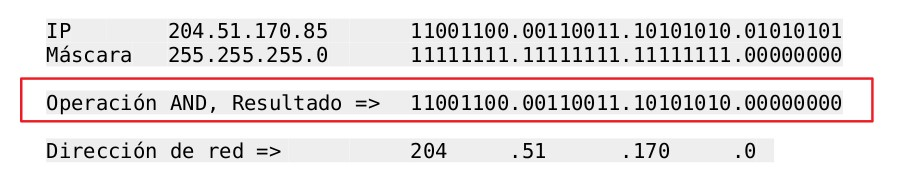 IP 204.51.170.85 11001100.00110011.10101010.01010101
Máscara 255.255.255.0 11111111.11111111.11111111.00000000
Operación AND, Resultado => 11001100.00110011.10101010.00000000
Dirección de red => 204 .51 .170 .0